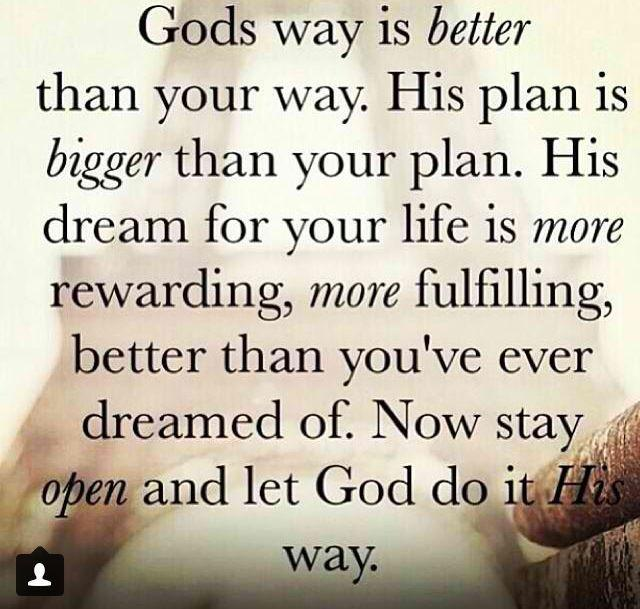 Gods way is better
than your way. His plan is
bigger than your plan. His
dream for your life is more
rewarding, more fulfilling,
better than you've ever
dreamed of. Now stay
open and let God do it His
way.